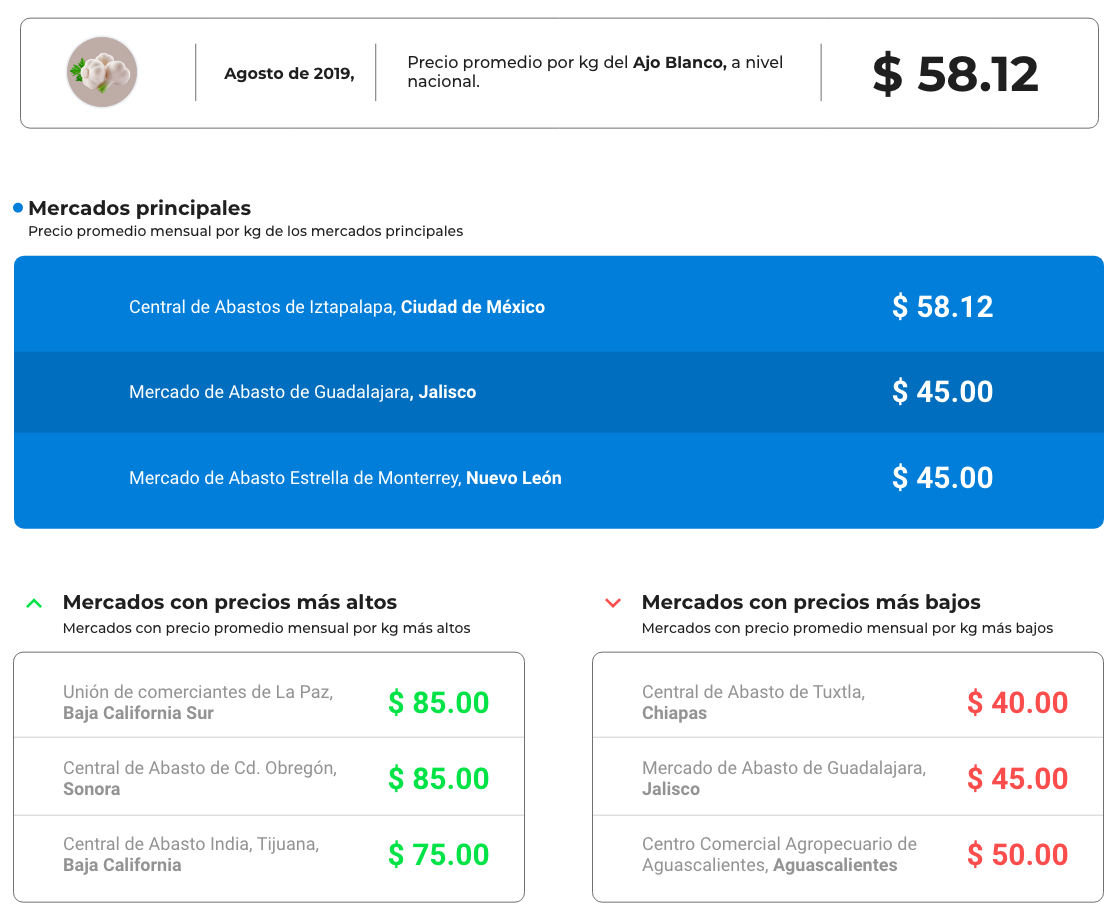 Agosto de 2019,
Precio promedio por kg del Ajo Blanco, a nivel
nacional.
$ 58.12
Mercados principales
Precio promedio mensual por kg de los mercados principales
Central de Abastos de Iztapalapa, Ciudad de México
$ 58.12
Mercado de Abasto de Guadalajara, Jalisco
$ 45.00
Mercado de Abasto Estrella de Monterrey, Nuevo León
$ 45.00
Mercados con precios más altos
Mercados con precio promedio mensual por kg más altos
Unión de comerciantes de La Paz,
Baja California Sur
$ 85.00
Central de Abasto de Cd. Obregón,
Sonora
$ 85.00
Central de Abasto India, Tijuana,
Baja California
$ 75.00
Mercados con precios más bajos
Mercados con precio promedio mensual por kg más bajos
Central de Abasto de Tuxtla,
Chiapas
$ 40.00
Mercado de Abasto de Guadalajara,
Jalisco
$ 45.00
Centro Comercial Agropecuario de
Aguascalientes, Aguascalientes
$ 50.00